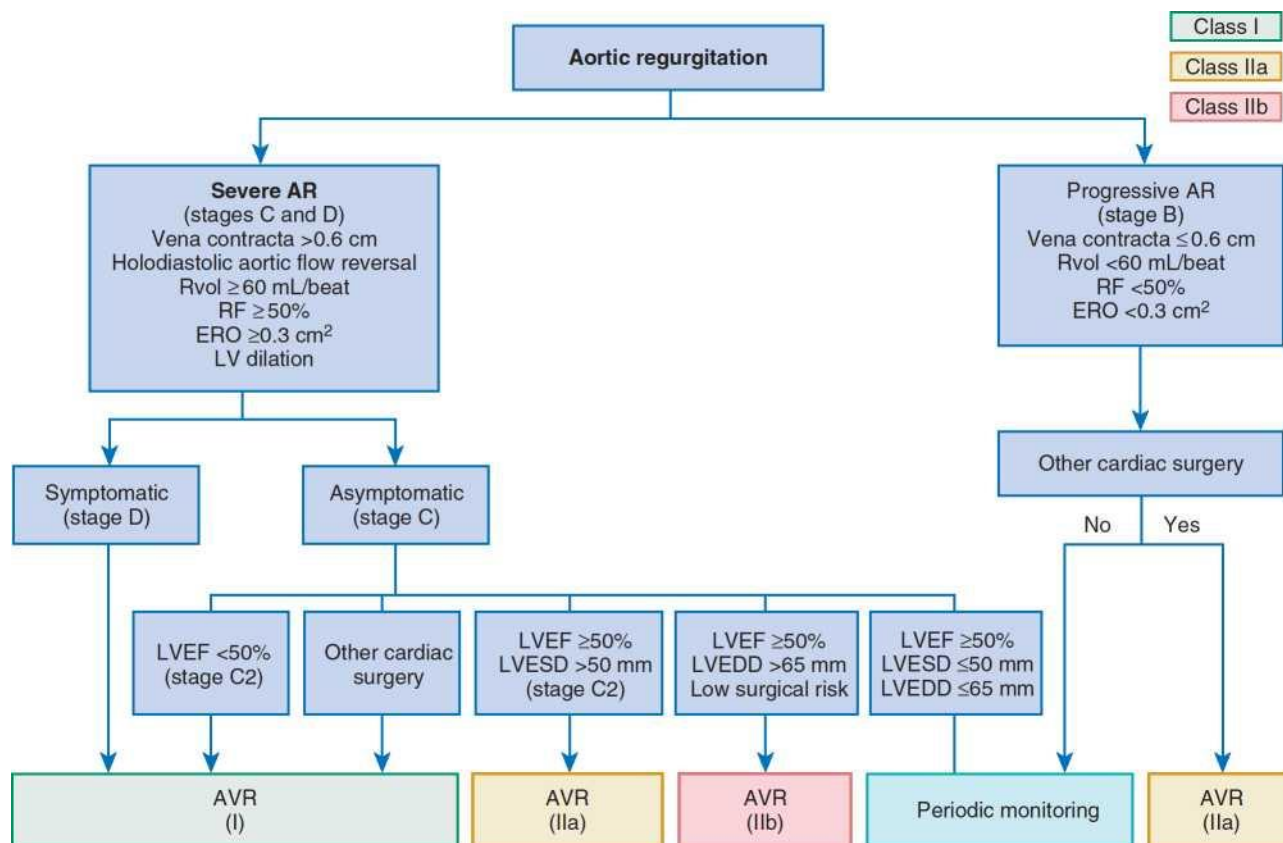 Aortic regurgitation
Class I
Class IIa
Class IIb
Severe AR
(stages C and D)
Vena contracta >0.6 cm
Holodiastolic aortic flow reversal
Rvol ≥60 mL/beat
RF ≥50%
ERO ≥0.3 cm²
LV dilation
Progressive AR
(stage B)
Vena contracta ≤0.6 cm
Rvol <60 mL/beat
RF <50%
ERO <0.3 cm²
Symptomatic
(stage D)
Asymptomatic
(stage C)
Other cardiac surgery
No
Yes
LVEF <50%
(stage C2)
Other cardiac
surgery
LVEF ≥50%
LVESD >50 mm
(stage C2)
LVEF ≥50%
LVEDD >65 mm
Low surgical risk
LVEF ≥50%
LVESD ≤50 mm
LVEDD ≤65 mm
AVR
(I)
AVR
(IIa)
AVR
(IIb)
Periodic monitoring
AVR
(IIa)